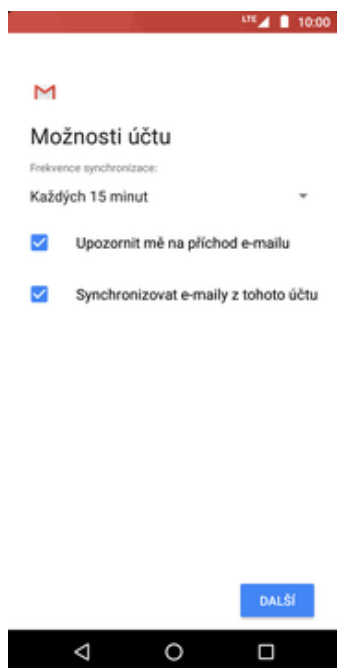 LTE 10:00
Možnosti účtu
Frekvence synchronizace:
Každých 15 minut
Upozornit mě na příchod e-mailu
Synchronizovat e-maily z tohoto účtu
DALŠÍ